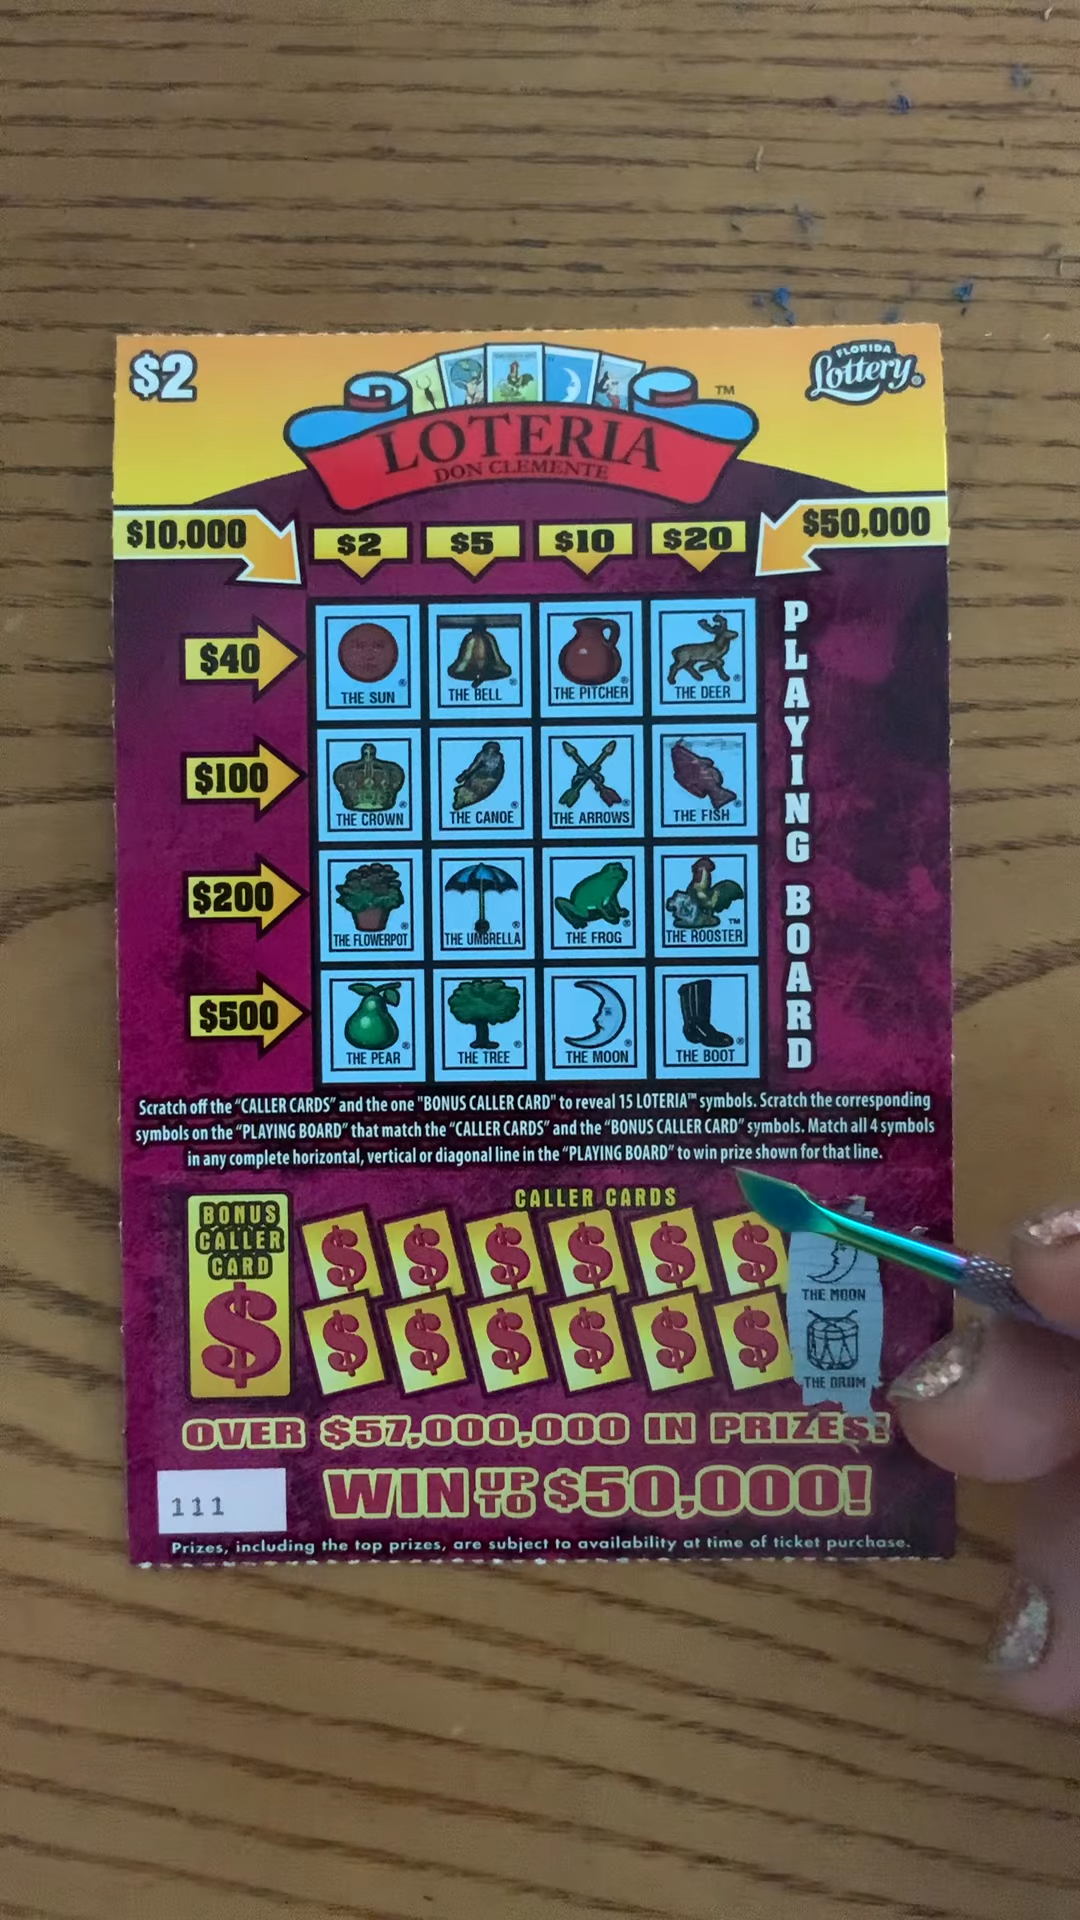 $2
FLORIDA
Lottery®
LOTERIA™
DON CLEMENTE
$10,000
$2 $5 $10 $20
$50,000
PLAYING BOARD
$40
THE SUN® THE BELL® THE PITCHER® THE DEER®
$100
THE CROWN® THE CANOE® THE ARROWS® THE FISH®
$200
THE FLOWERPOT® THE UMBRELLA® THE FROG® THE ROOSTER™
$500
THE PEAR® THE TREE® THE MOON® THE BOOT®
Scratch off the “CALLER CARDS” and the one "BONUS CALLER CARD" to reveal 15 LOTERIA™ symbols. Scratch the corresponding
symbols on the “PLAYING BOARD” that match the “CALLER CARDS” and the “BONUS CALLER CARD” symbols. Match all 4 symbols
in any complete horizontal, vertical or diagonal line in the “PLAYING BOARD” to win prize shown for that line.
CALLER CARDS
BONUS
CALLER
CARD
$
$ $ $ $ $ $
THE MOON
$ $ $ $ $ $
THE DRUM
OVER $57,000,000 IN PRIZES!
WIN UP TO $50,000!
111
Prizes, including the top prizes, are subject to availability at time of ticket purchase.